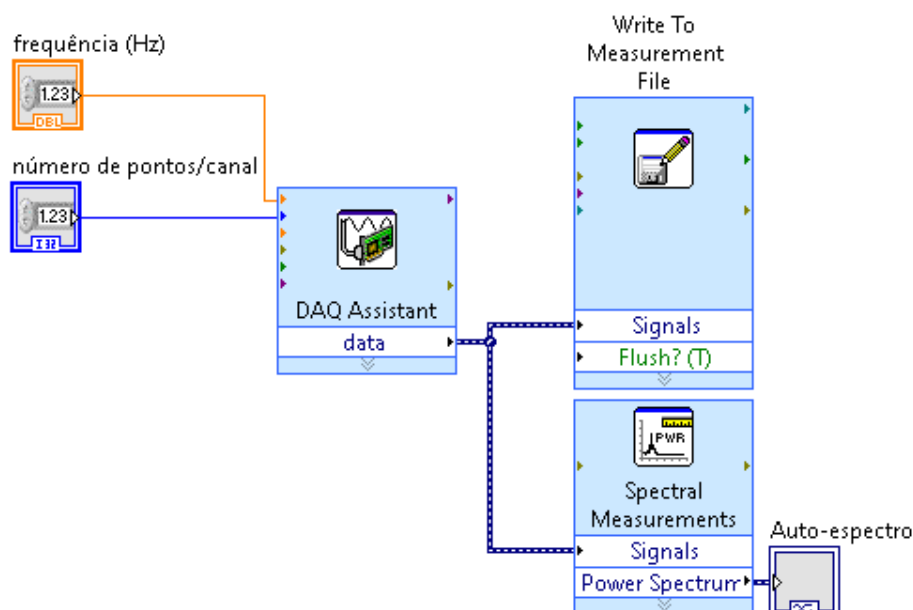 Write To
Measurement
File
frequência (Hz)
1.23
DBL
número de pontos/canal
1.23
I32
DAQ Assistant
data
Signals
Flush? (T)
PWR
Spectral
Measurements
Signals
Power Spectrum
Auto-espectro